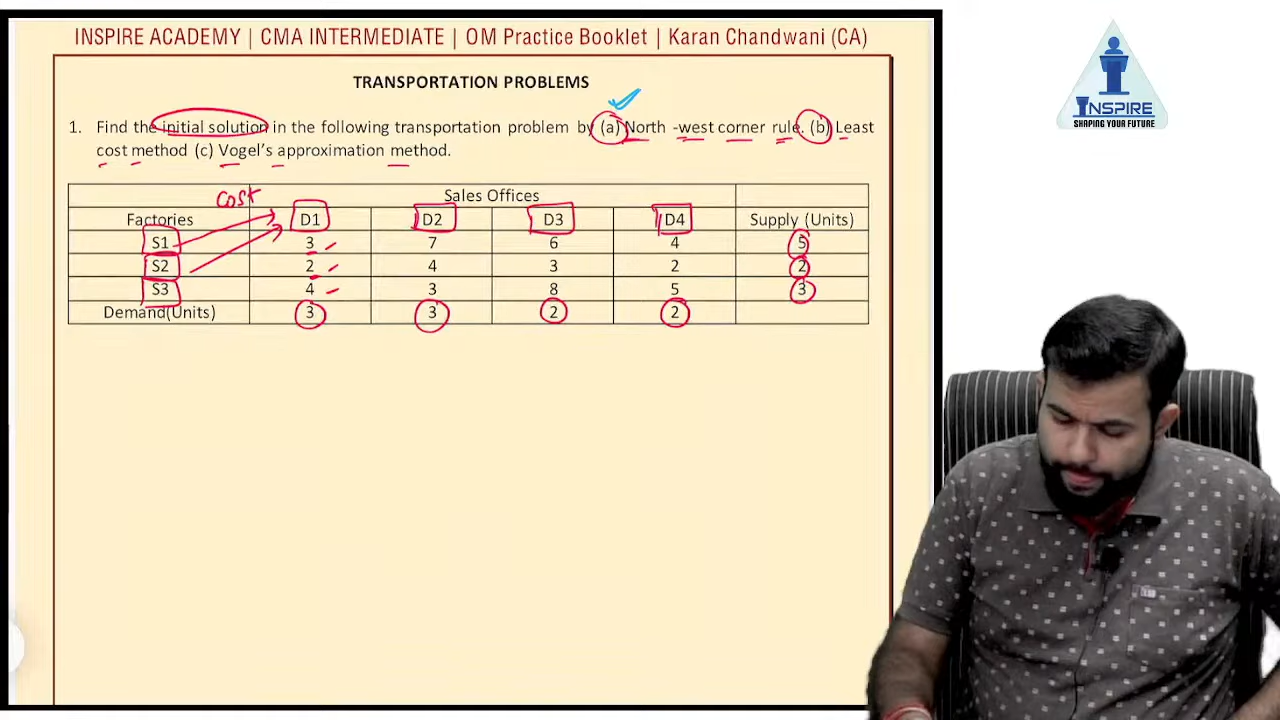 INSPIRE ACADEMY | CMA INTERMEDIATE | OM Practice Booklet | Karan Chandwani (CA)
INSPIRE
SHAPING YOUR FUTURE
TRANSPORTATION PROBLEMS
1. Find the initial solution in the following transportation problem by (a) North -west corner rule. (b) Least
cost method (c) Vogel's approximation method.
cost
Sales Offices
Factories D1 D2 D3 D4 Supply (Units)
S1 3 7 6 4 5
S2 2 4 3 2 2
S3 4 3 8 5 3
Demand(Units) 3 3 2 2